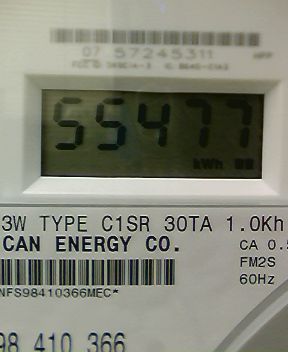 07 57245311
55477
kWh
3W TYPE C1SR 30TA 1.0Kh
CAN ENERGY CO.
CA 0.5
FM2S
60Hz
NFS98410366MEC*
98 410 366